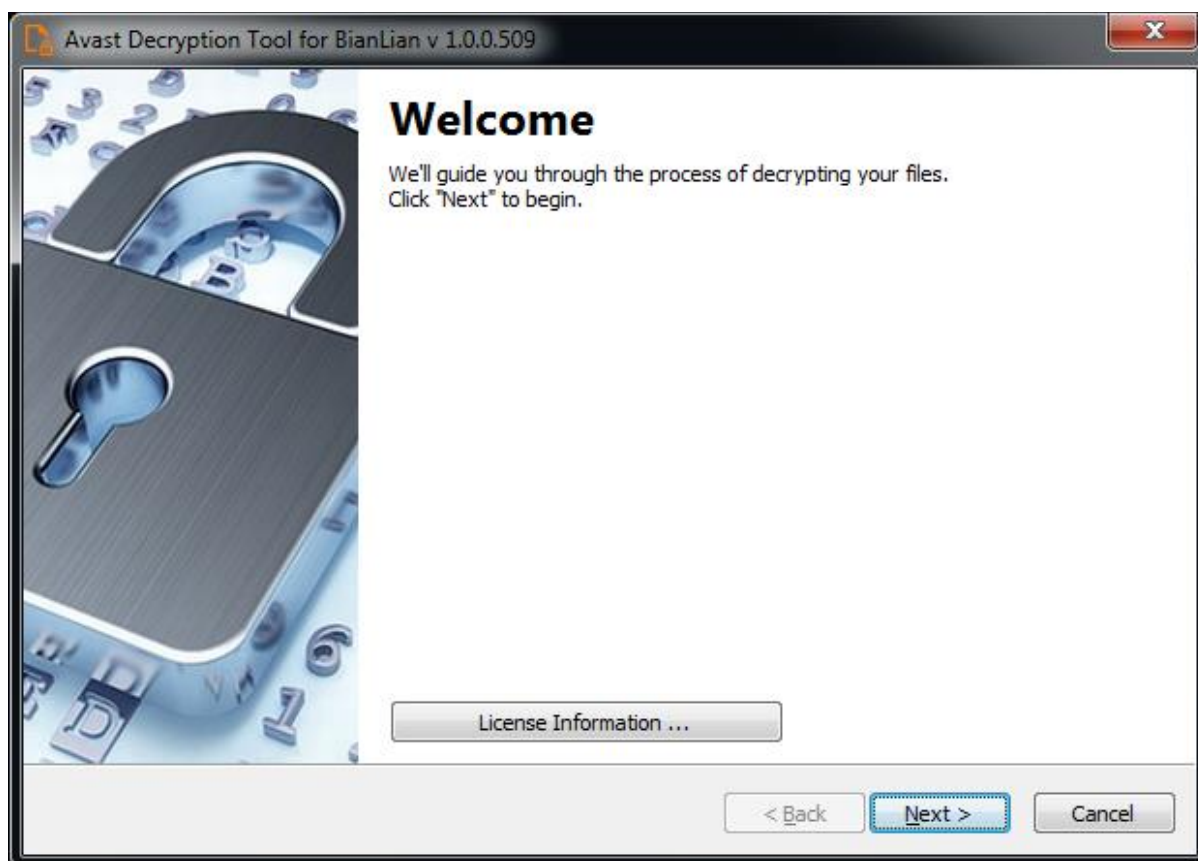 Avast Decryption Tool for BianLian v 1.0.0.509
Welcome
We'll guide you through the process of decrypting your files.
Click "Next" to begin.
License Information ...
< Back
Next >
Cancel